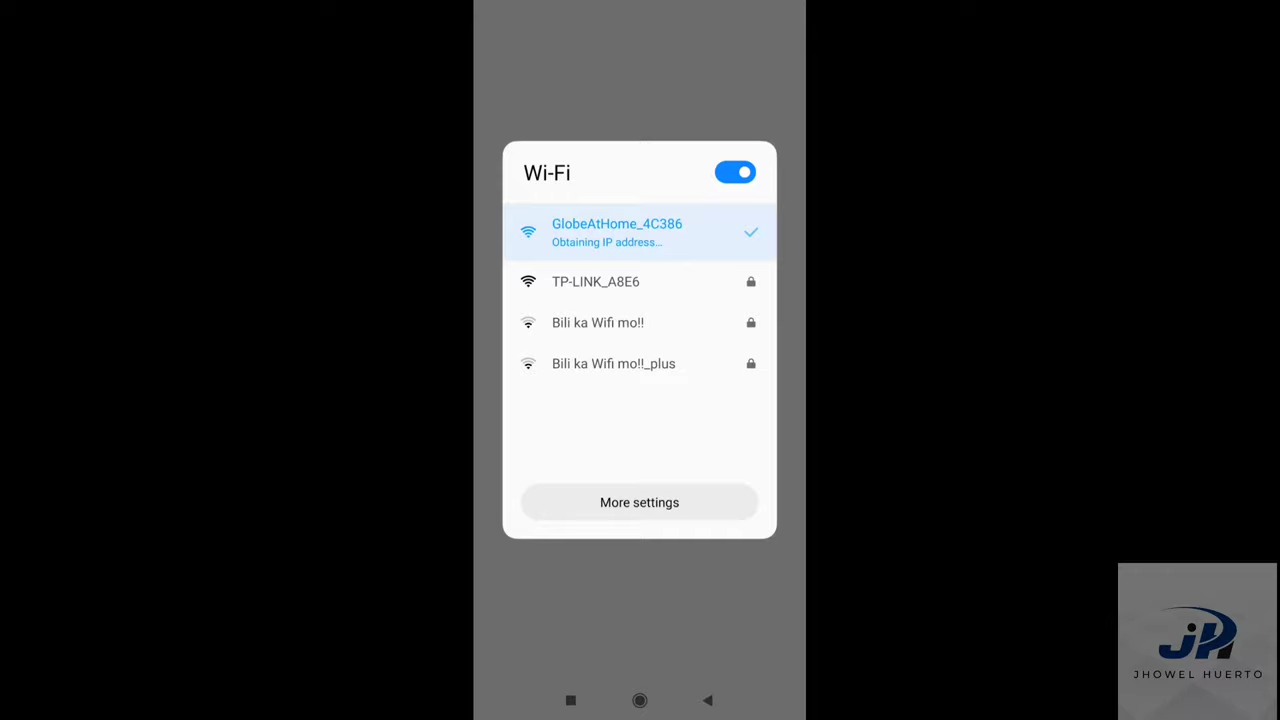 Wi-Fi
GlobeAtHome_4C386
Obtaining IP address...
TP-LINK_A8E6
Bili ka Wifi mo!!
Bili ka Wifi mo!!_plus
More settings
JH
JHOWEL HUERTO